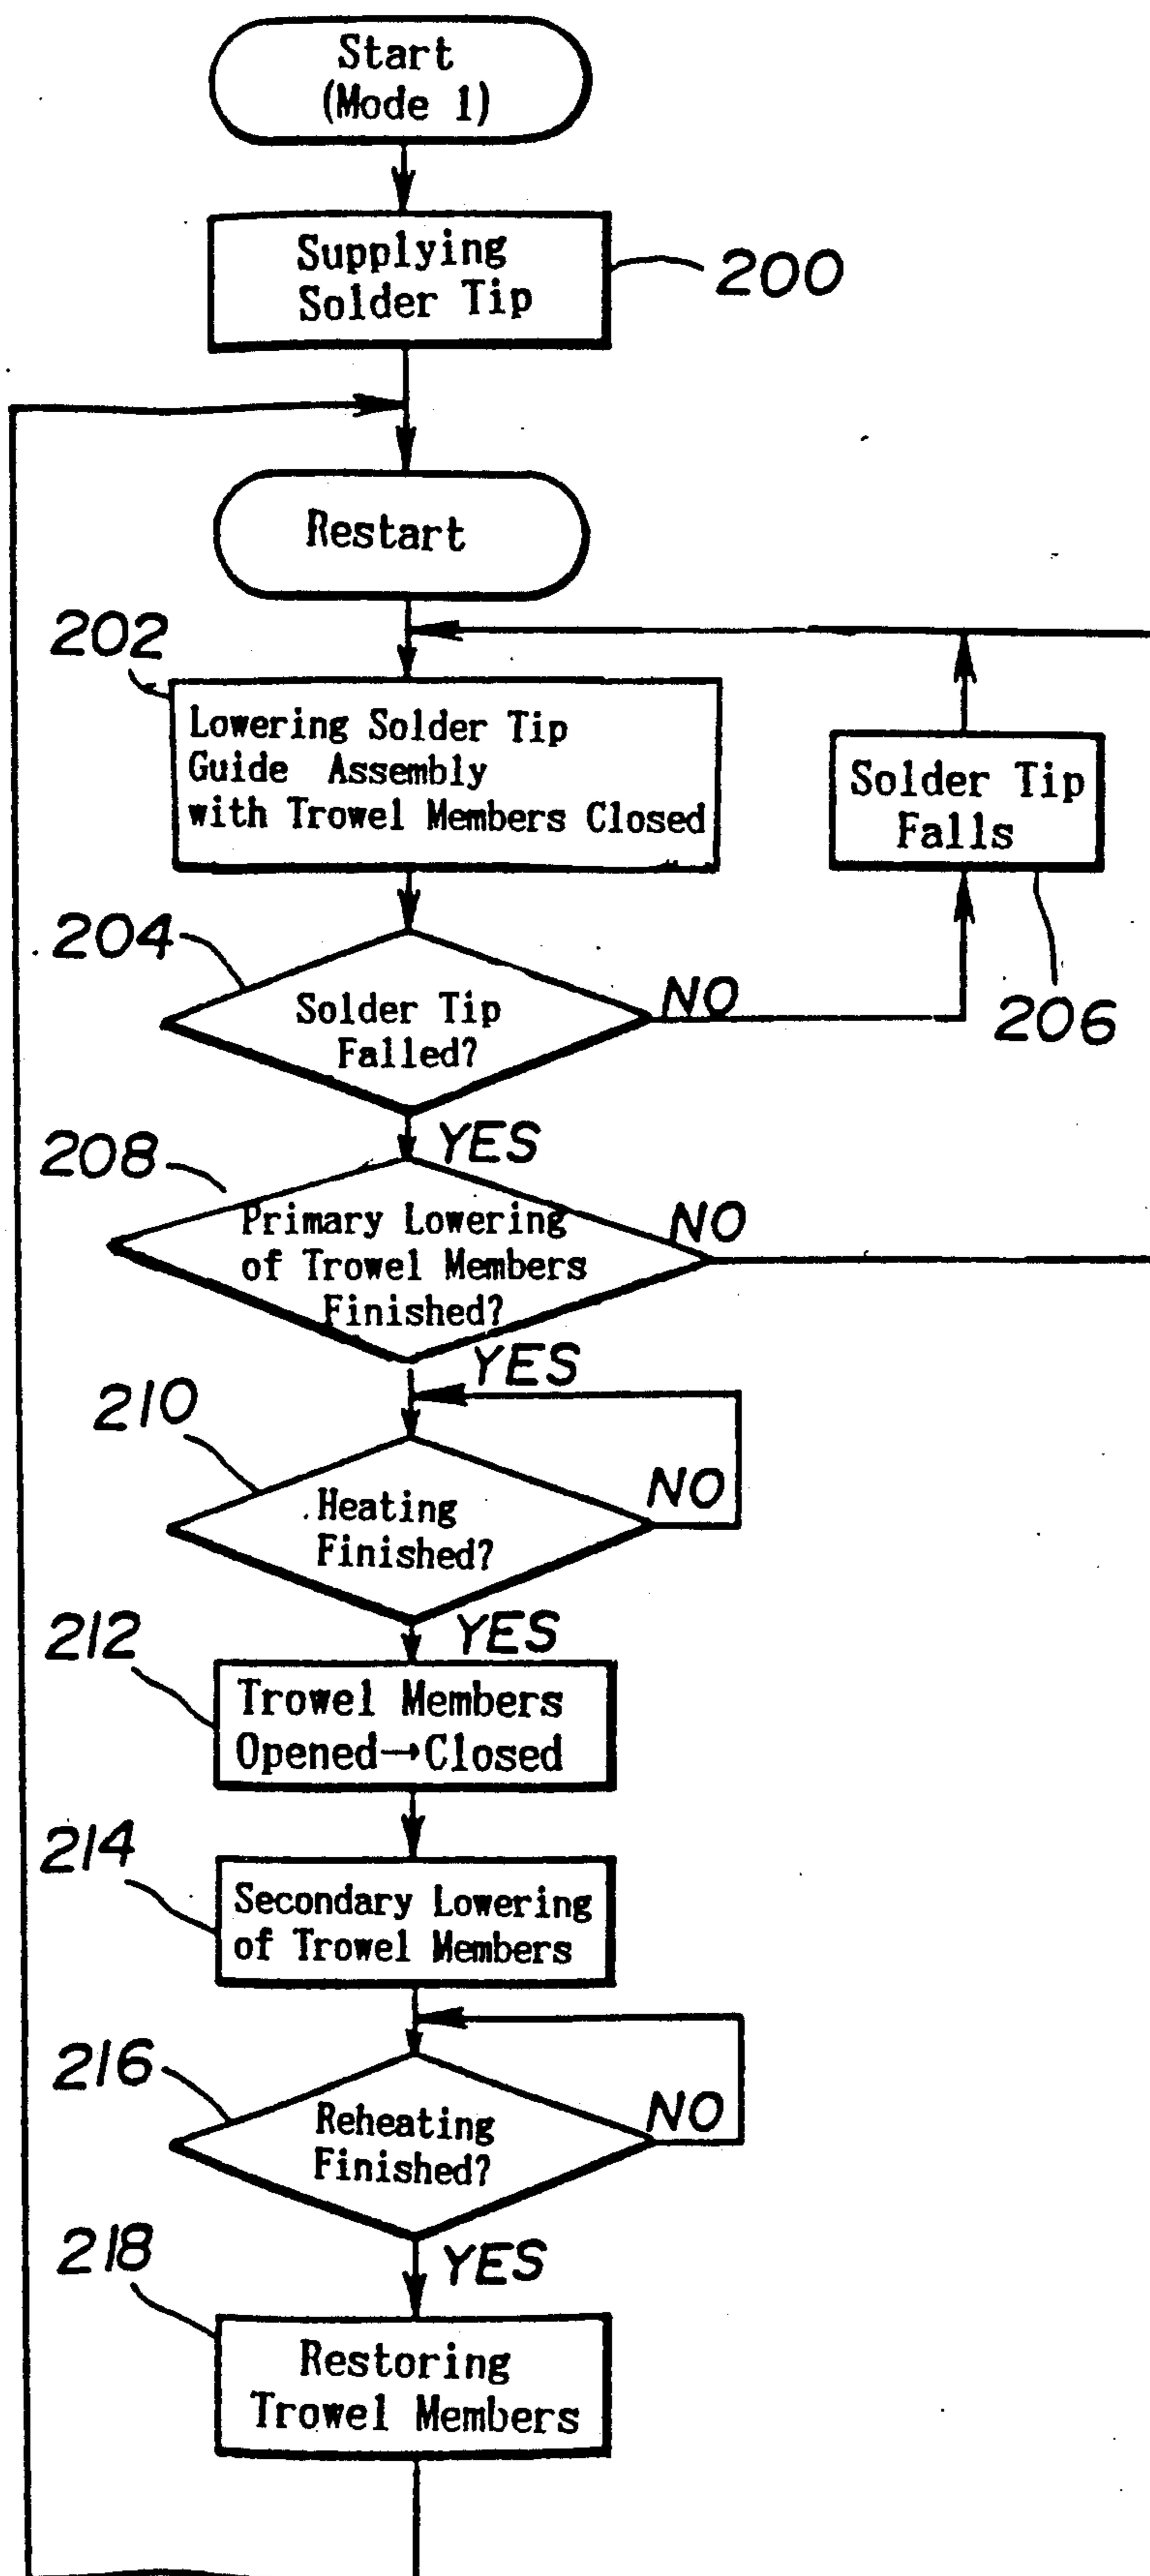 Start
(Mode 1)
Supplying
Solder Tip
200
Restart
202
Lowering Solder Tip
Guide Assembly
with Trowel Members Closed
Solder Tip
Falls
206
204
Solder Tip
Falled?
NO
YES
208
Primary Lowering
of Trowel Members
Finished?
NO
YES
210
Heating
Finished?
NO
YES
212
Trowel Members
Opened→Closed
214
Secondary Lowering
of Trowel Members
216
Reheating
Finished?
NO
YES
218
Restoring
Trowel Members